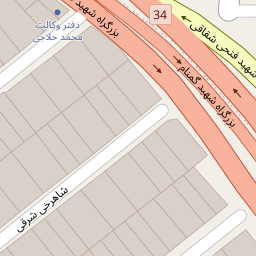 دفتر وکالت
محمد حلاجی
بزرگراه شهید
34
شهید فتحی شقاقی
بزرگراه شهید گمنام
شاهرخی شرقی